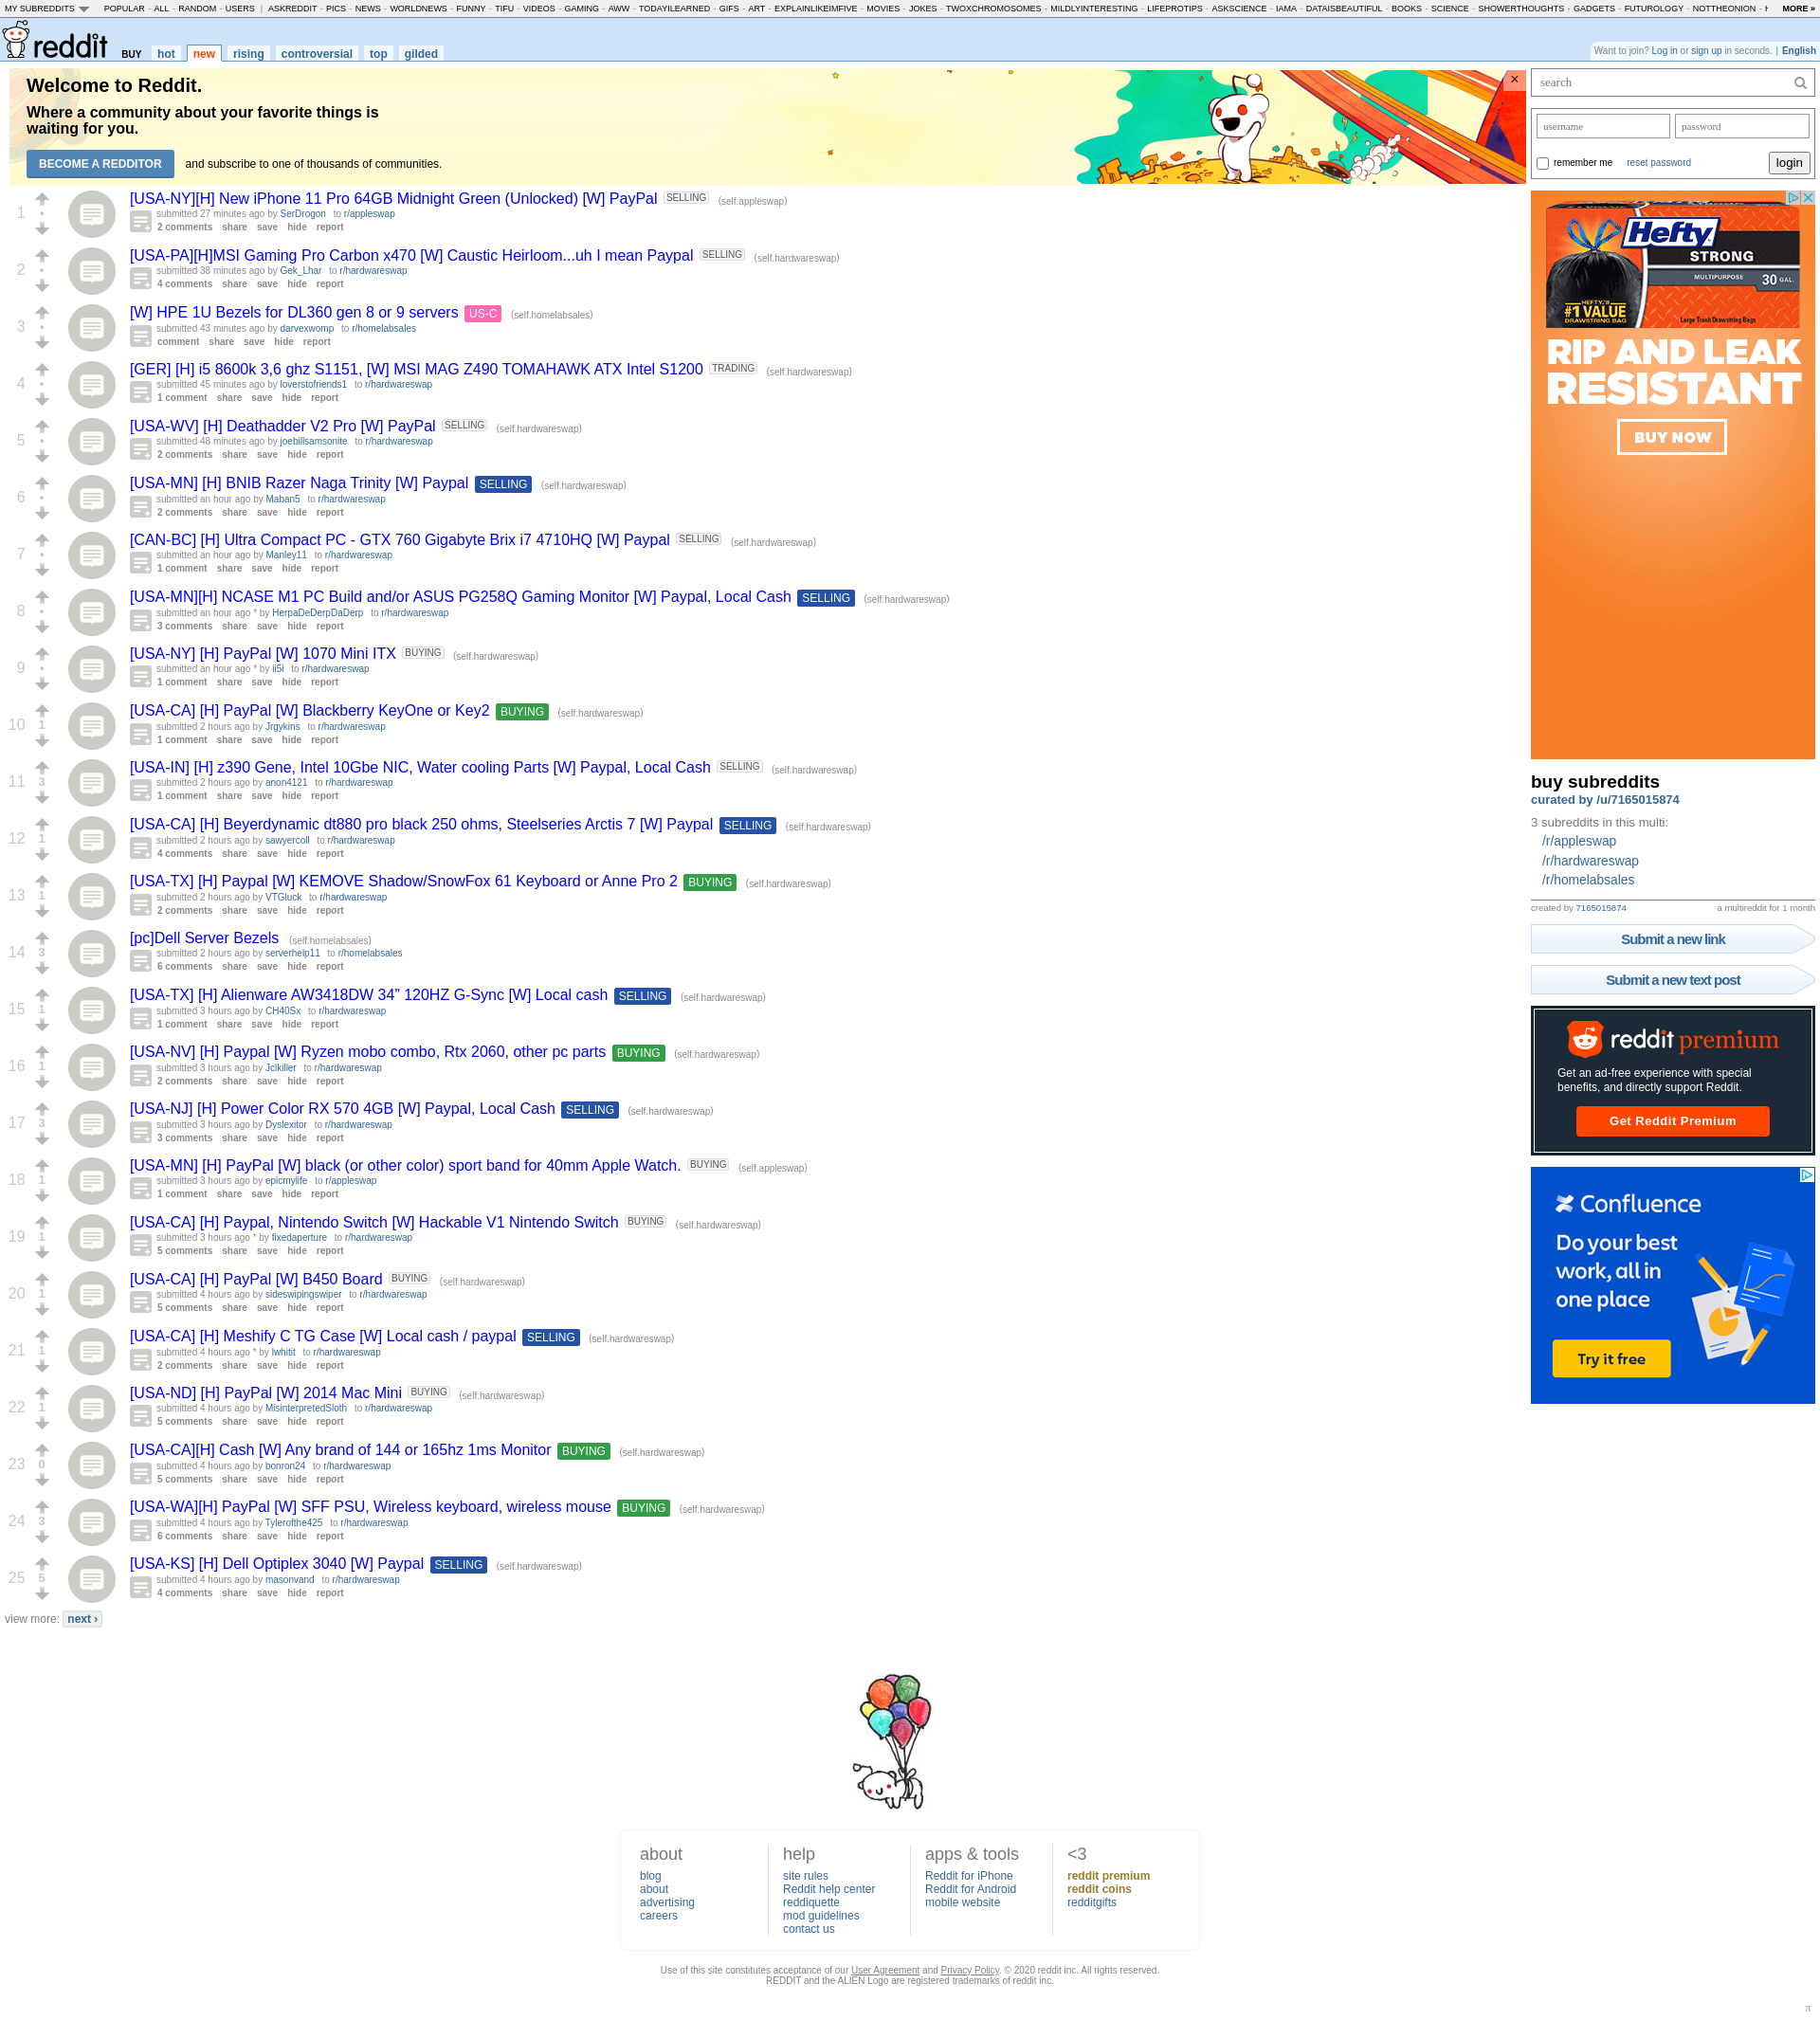 MY SUBREDDITS POPULAR - ALL - RANDOM - USERS | ASKREDDIT - PICS - NEWS - WORLDNEWS - FUNNY - TIFU - VIDEOS - GAMING - AWW - TODAYILEARNED - GIFS - ART - EXPLAINLIKEIMFIVE - MOVIES - JOKES - TWOXCHROMOSOMES - MILDLYINTERESTING - LIFEPROTIPS - ASKSCIENCE - IAMA - DATAISBEAUTIFUL - BOOKS - SCIENCE - SHOWERTHOUGHTS - GADGETS - FUTUROLOGY - NOTTHEONION - MORE »
reddit BUY hot new rising controversial top gilded
Want to join? Log in or sign up in seconds. | English
Welcome to Reddit.
Where a community about your favorite things is
waiting for you.
BECOME A REDDITOR and subscribe to one of thousands of communities.
×
1
[USA-NY][H] New iPhone 11 Pro 64GB Midnight Green (Unlocked) [W] PayPal SELLING (self.appleswap)
submitted 27 minutes ago by SerDrogon to r/appleswap
2 comments share save hide report
2
[USA-PA][H]MSI Gaming Pro Carbon x470 [W] Caustic Heirloom...uh I mean Paypal SELLING (self.hardwareswap)
submitted 38 minutes ago by Gek_Lhar to r/hardwareswap
4 comments share save hide report
3
[W] HPE 1U Bezels for DL360 gen 8 or 9 servers US-C (self.homelabsales)
submitted 43 minutes ago by darvexwomp to r/homelabsales
comment share save hide report
4
[GER] [H] i5 8600k 3,6 ghz S1151, [W] MSI MAG Z490 TOMAHAWK ATX Intel S1200 TRADING (self.hardwareswap)
submitted 45 minutes ago by loverstofriends1 to r/hardwareswap
1 comment share save hide report
5
[USA-WV] [H] Deathadder V2 Pro [W] PayPal SELLING (self.hardwareswap)
submitted 48 minutes ago by joebillsamsonite to r/hardwareswap
2 comments share save hide report
6
[USA-MN] [H] BNIB Razer Naga Trinity [W] Paypal SELLING (self.hardwareswap)
submitted an hour ago by Maban5 to r/hardwareswap
2 comments share save hide report
7
[CAN-BC] [H] Ultra Compact PC - GTX 760 Gigabyte Brix i7 4710HQ [W] Paypal SELLING (self.hardwareswap)
submitted an hour ago by Manley11 to r/hardwareswap
1 comment share save hide report
8
[USA-MN][H] NCASE M1 PC Build and/or ASUS PG258Q Gaming Monitor [W] Paypal, Local Cash SELLING (self.hardwareswap)
submitted an hour ago * by HerpaDeDerpDaDerp to r/hardwareswap
3 comments share save hide report
9
[USA-NY] [H] PayPal [W] 1070 Mini ITX BUYING (self.hardwareswap)
submitted an hour ago * by ii5i to r/hardwareswap
1 comment share save hide report
10 1
[USA-CA] [H] PayPal [W] Blackberry KeyOne or Key2 BUYING (self.hardwareswap)
submitted 2 hours ago by Jrgykins to r/hardwareswap
1 comment share save hide report
11 3
[USA-IN] [H] z390 Gene, Intel 10Gbe NIC, Water cooling Parts [W] Paypal, Local Cash SELLING (self.hardwareswap)
submitted 2 hours ago by anon4121 to r/hardwareswap
1 comment share save hide report
12 1
[USA-CA] [H] Beyerdynamic dt880 pro black 250 ohms, Steelseries Arctis 7 [W] Paypal SELLING (self.hardwareswap)
submitted 2 hours ago by sawyercoll to r/hardwareswap
4 comments share save hide report
13 1
[USA-TX] [H] Paypal [W] KEMOVE Shadow/SnowFox 61 Keyboard or Anne Pro 2 BUYING (self.hardwareswap)
submitted 2 hours ago by VTGluck to r/hardwareswap
2 comments share save hide report
14 3
[pc]Dell Server Bezels (self.homelabsales)
submitted 2 hours ago by serverhelp11 to r/homelabsales
6 comments share save hide report
15 1
[USA-TX] [H] Alienware AW3418DW 34” 120HZ G-Sync [W] Local cash SELLING (self.hardwareswap)
submitted 3 hours ago by CH40Sx to r/hardwareswap
1 comment share save hide report
16 1
[USA-NV] [H] Paypal [W] Ryzen mobo combo, Rtx 2060, other pc parts BUYING (self.hardwareswap)
submitted 3 hours ago by Jclkiller to r/hardwareswap
2 comments share save hide report
17 3
[USA-NJ] [H] Power Color RX 570 4GB [W] Paypal, Local Cash SELLING (self.hardwareswap)
submitted 3 hours ago by Dyslexitor to r/hardwareswap
3 comments share save hide report
18 1
[USA-MN] [H] PayPal [W] black (or other color) sport band for 40mm Apple Watch. BUYING (self.appleswap)
submitted 3 hours ago by epicmylife to r/appleswap
1 comment share save hide report
19 1
[USA-CA] [H] Paypal, Nintendo Switch [W] Hackable V1 Nintendo Switch BUYING (self.hardwareswap)
submitted 3 hours ago * by fixedaperture to r/hardwareswap
5 comments share save hide report
20 1
[USA-CA] [H] PayPal [W] B450 Board BUYING (self.hardwareswap)
submitted 4 hours ago by sideswipingswiper to r/hardwareswap
5 comments share save hide report
21 1
[USA-CA] [H] Meshify C TG Case [W] Local cash / paypal SELLING (self.hardwareswap)
submitted 4 hours ago * by lwhitit to r/hardwareswap
2 comments share save hide report
22 1
[USA-ND] [H] PayPal [W] 2014 Mac Mini BUYING (self.hardwareswap)
submitted 4 hours ago by MisinterpretedSloth to r/hardwareswap
5 comments share save hide report
23 0
[USA-CA][H] Cash [W] Any brand of 144 or 165hz 1ms Monitor BUYING (self.hardwareswap)
submitted 4 hours ago by bonron24 to r/hardwareswap
5 comments share save hide report
24 3
[USA-WA][H] PayPal [W] SFF PSU, Wireless keyboard, wireless mouse BUYING (self.hardwareswap)
submitted 4 hours ago by Tylerofthe425 to r/hardwareswap
6 comments share save hide report
25 5
[USA-KS] [H] Dell Optiplex 3040 [W] Paypal SELLING (self.hardwareswap)
submitted 4 hours ago by masonvand to r/hardwareswap
4 comments share save hide report
view more: next ›
search
username password
remember me reset password login
Hefty
STRONG
MULTIPURPOSE 30 GAL.
HEFTY'S
#1 VALUE
DRAWSTRING BAG
Large Trash Drawstring Bags
RIP AND LEAK
RESISTANT
BUY NOW
buy subreddits
curated by /u/7165015874
3 subreddits in this multi:
/r/appleswap
/r/hardwareswap
/r/homelabsales
created by 7165015874 a multireddit for 1 month
Submit a new link
Submit a new text post
reddit premium
Get an ad-free experience with special
benefits, and directly support Reddit.
Get Reddit Premium
Confluence
Do your best
work, all in
one place
Try it free
about help apps & tools <3
blog site rules Reddit for iPhone reddit premium
about Reddit help center Reddit for Android reddit coins
advertising reddiquette mobile website redditgifts
careers mod guidelines
contact us
Use of this site constitutes acceptance of our User Agreement and Privacy Policy. © 2020 reddit inc. All rights reserved.
REDDIT and the ALIEN Logo are registered trademarks of reddit inc.
π